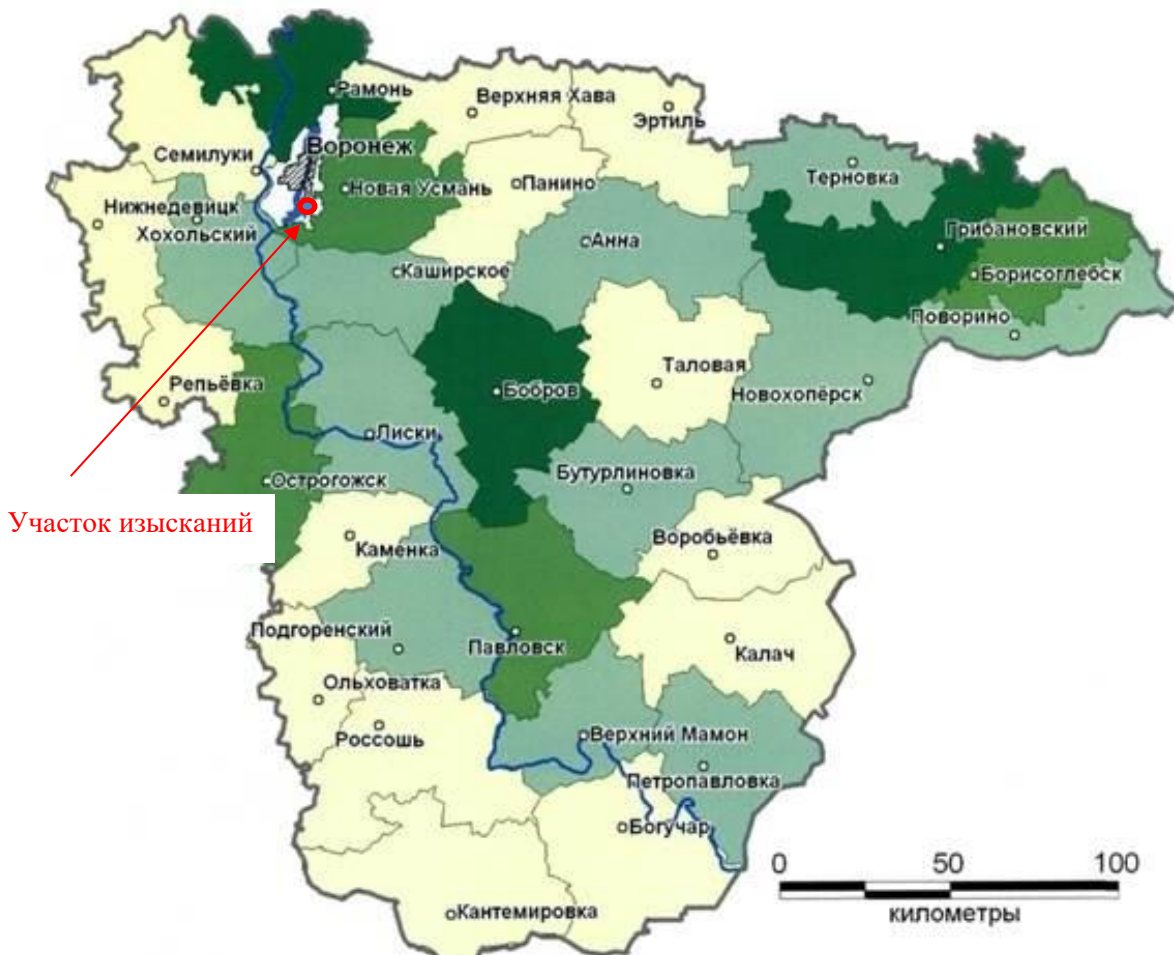 Рамонь
Верхняя Хава
Эртиль
Воронеж
Семилуки
Терновка
Новая Усмань
Панино
Нижнедевицк
Хохольский
Грибановский
Анна
Каширское
Борисоглебск
Поворино
Таловая
Репьёвка
Бобров
Новохопёрск
Лиски
Бутурлиновка
Острогожск
Участок изысканий
Воробьёвка
Каменка
Подгоренский
Павловск
Калач
Ольховатка
Россошь
Верхний Мамон
Петропавловка
Богучар
0 50 100
километры
Кантемировка